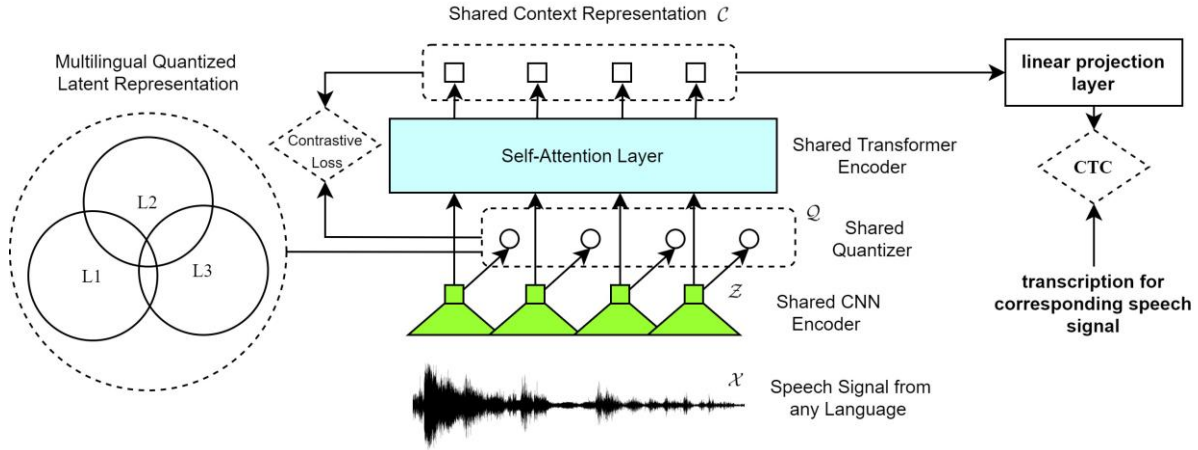 Shared Context Representation 𝒞
Multilingual Quantized
Latent Representation
linear projection
layer
Contrastive
Loss
Self-Attention Layer
Shared Transformer
Encoder
CTC
L2
L1
L3
𝒬
Shared
Quantizer
𝒵
Shared CNN
Encoder
transcription for
corresponding speech
signal
𝒳
Speech Signal from
any Language